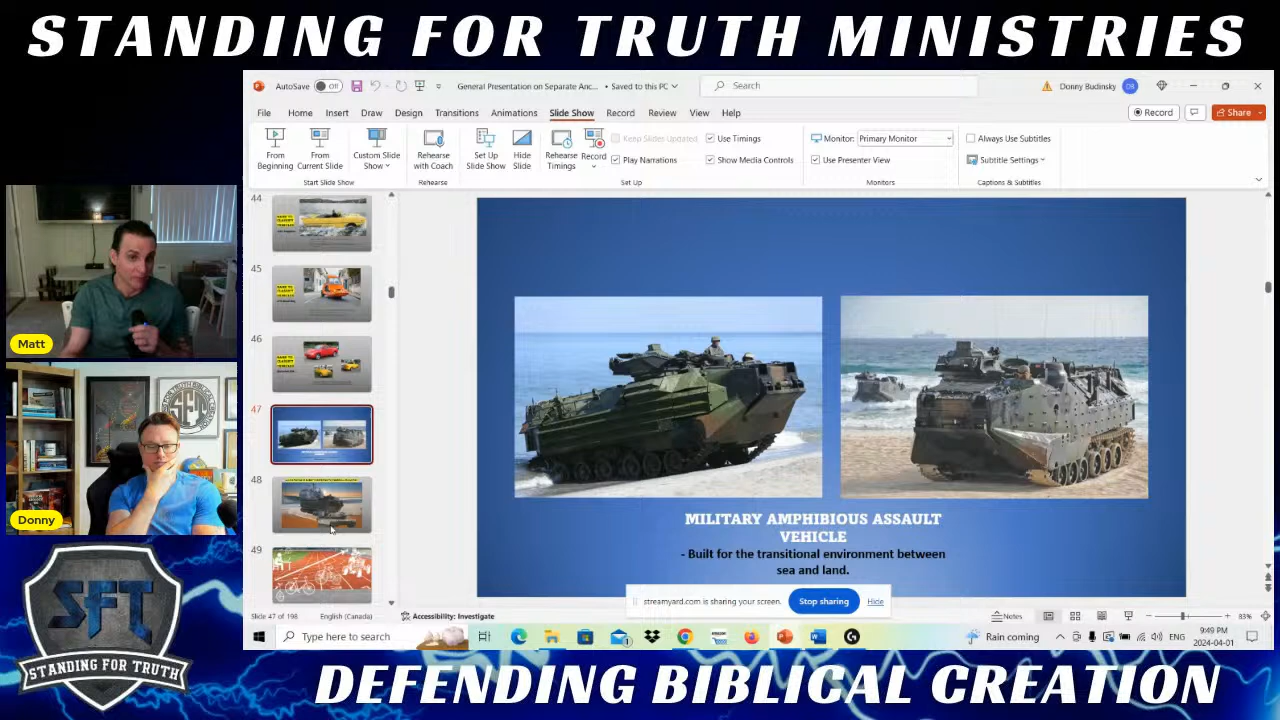 STANDING FOR TRUTH MINISTRIES
AutoSave Off General Presentation on Separate Anc... • Saved to this PC Search Donny Budinsky DB
File Home Insert Draw Design Transitions Animations Slide Show Record Review View Help Record Share
From Beginning
From Current Slide
Custom Slide Show
Start Slide Show
Rehearse with Coach
Rehearse
Set Up Slide Show
Hide Slide
Rehearse Timings
Record
Keep Slides Updated
Play Narrations
Use Timings
Show Media Controls
Set Up
Monitor: Primary Monitor
Use Presenter View
Monitors
Always Use Subtitles
Subtitle Settings
Captions & Subtitles
44
45
46
47
48
49
MILITARY AMPHIBIOUS ASSAULT
VEHICLE
- Built for the transitional environment between
sea and land.
streamyard.com is sharing your screen. Stop sharing Hide
Slide 47 of 198 English (Canada) Accessibility: Investigate Notes 83%
Type here to search Rain coming ENG 9:49 PM
2024-04-01
Matt
Donny
SFT
SFT
STANDING FOR TRUTH
DEFENDING BIBLICAL CREATION